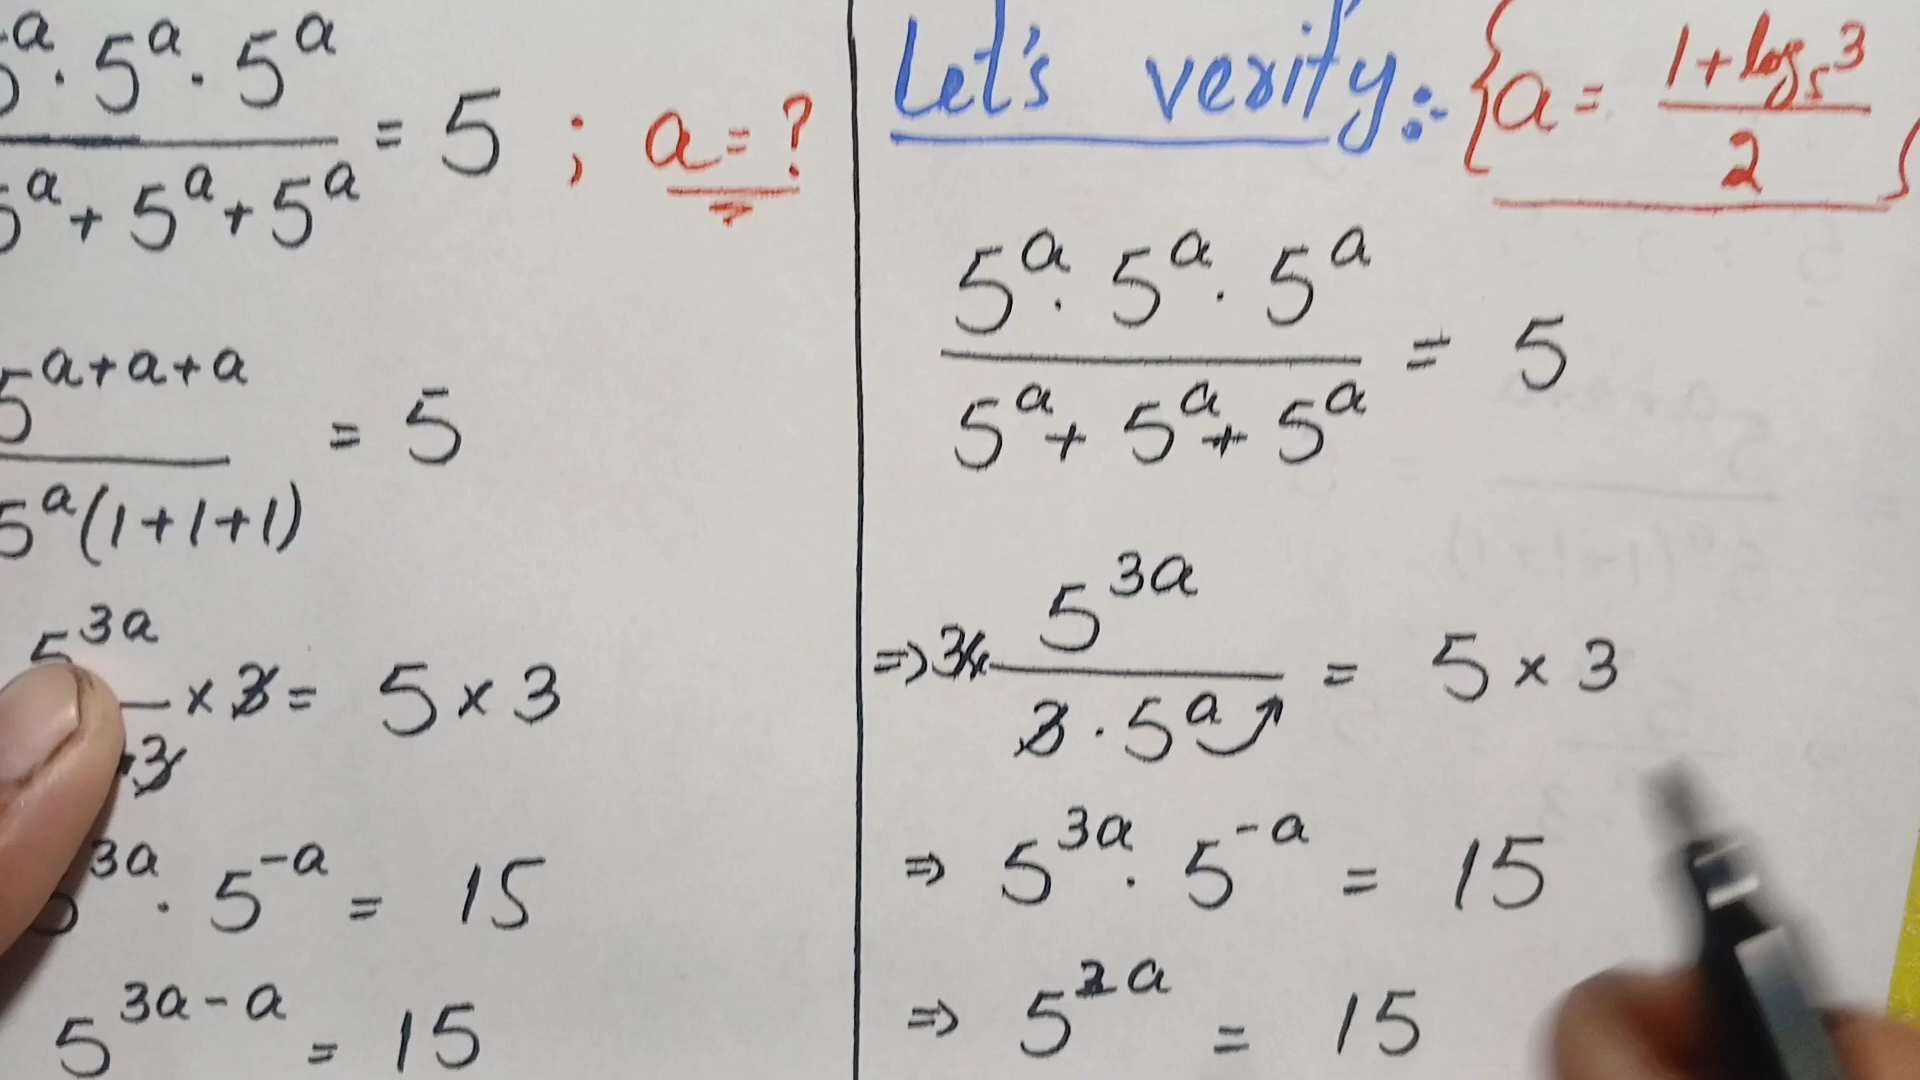 5^a · 5^a · 5^a / 5^a + 5^a + 5^a = 5 ; a = ?
5^(a+a+a) / 5^a(1+1+1) = 5
5^(3a) / · 3 × 3 = 5 × 3
5^(3a) · 5^(-a) = 15
5^(3a-a) = 15
Let's verify:- {a = (1+log₅3) / 2}
5^a · 5^a · 5^a / 5^a + 5^a + 5^a = 5
⇒ 3× 5^(3a) / 3 · 5^a = 5 × 3
⇒ 5^(3a) · 5^(-a) = 15
⇒ 5^(2a) = 15